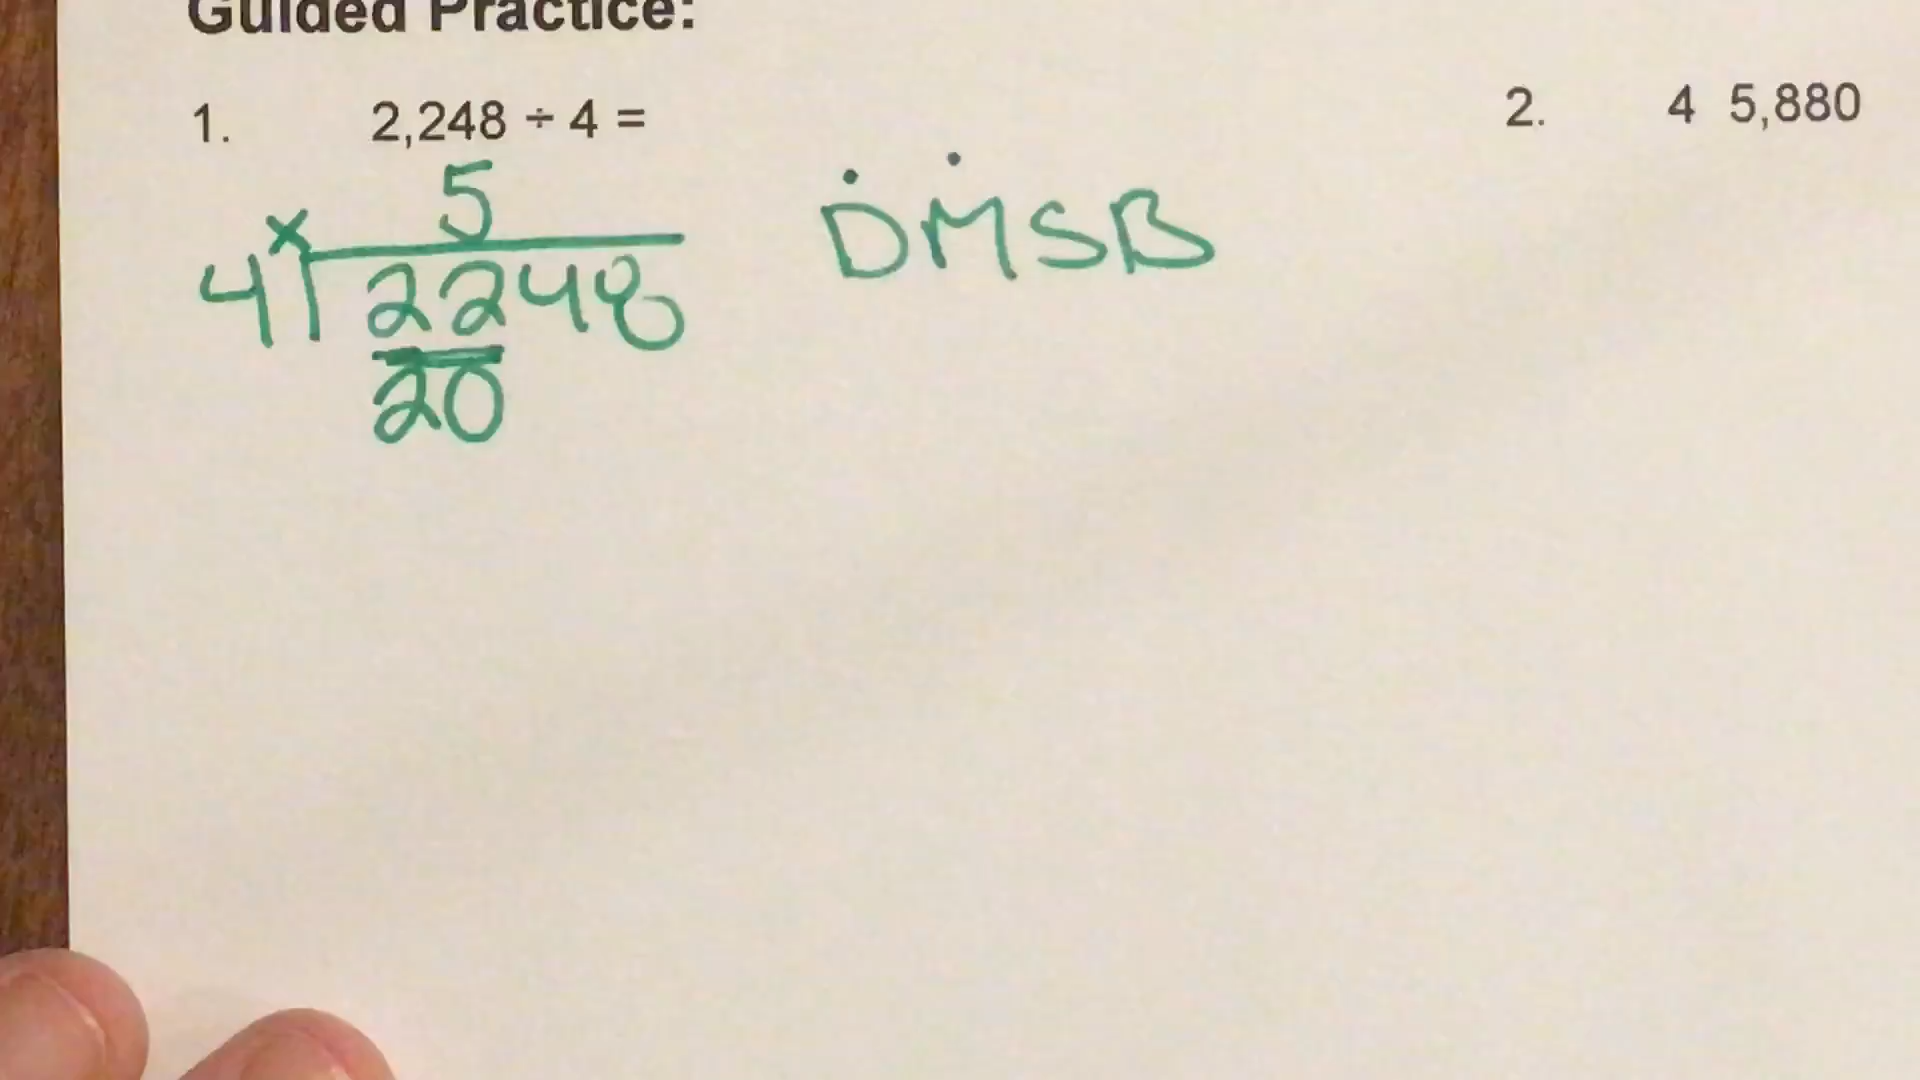 Guided Practice:
1. 2,248 ÷ 4 =
2. 4 5,880
5
x
4 2248
DMSB
20